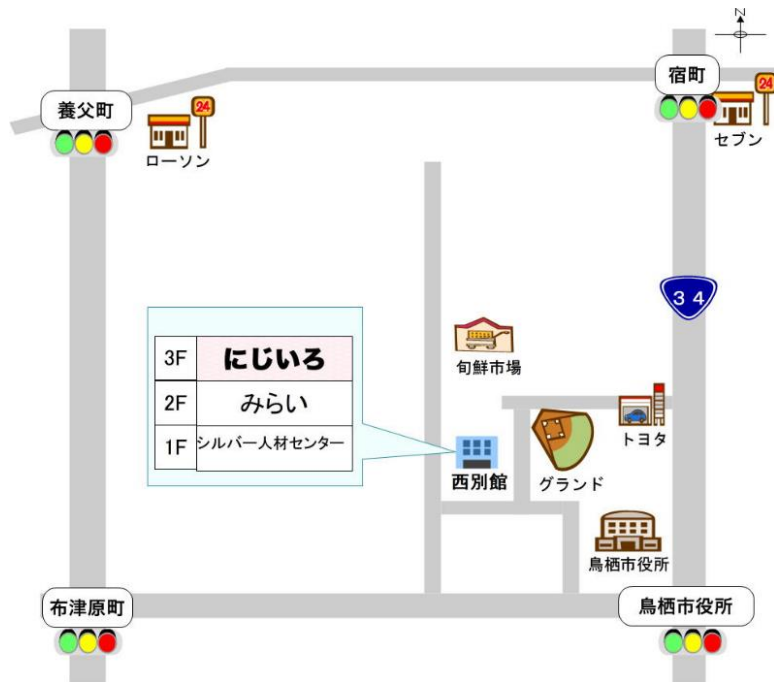 N
宿町
24
セブン
養父町
24
ローソン
34
3F にじいろ
2F みらい
1F シルバー人材センター
旬鮮市場
トヨタ
西別館
グランド
鳥栖市役所
布津原町
鳥栖市役所